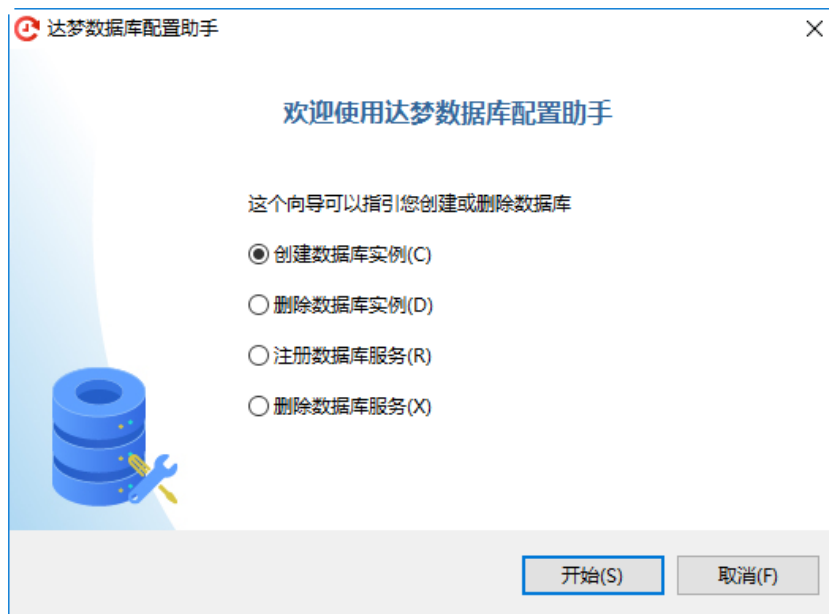 达梦数据库配置助手
欢迎使用达梦数据库配置助手
这个向导可以指引您创建或删除数据库
创建数据库实例(C)
删除数据库实例(D)
注册数据库服务(R)
删除数据库服务(X)
开始(S)
取消(F)